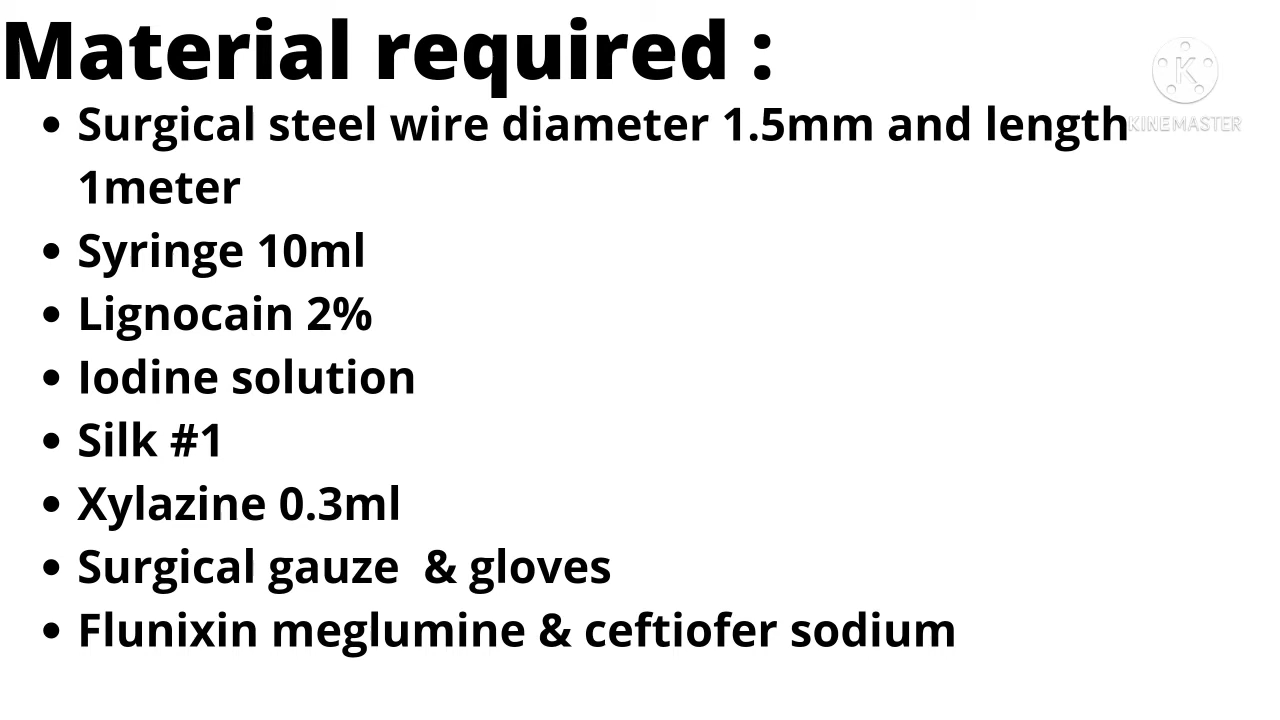 Material required :
• Surgical steel wire diameter 1.5mm and length
1meter
• Syringe 10ml
• Lignocain 2%
• Iodine solution
• Silk #1
• Xylazine 0.3ml
• Surgical gauze  & gloves
• Flunixin meglumine & ceftiofer sodium
K
KINEMASTER